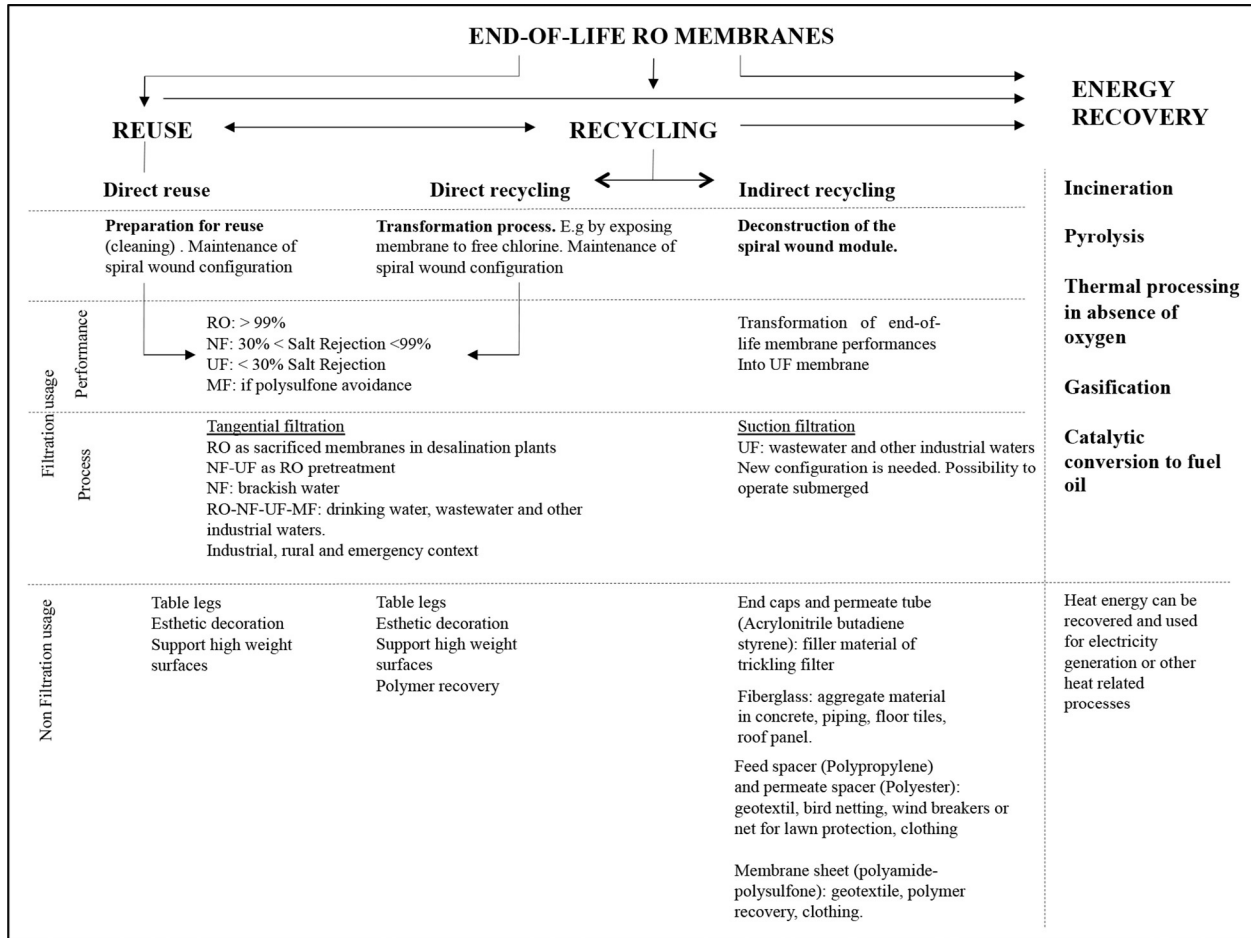 END-OF-LIFE RO MEMBRANES
ENERGY
RECOVERY
REUSE
RECYCLING
Direct reuse
Direct recycling
Indirect recycling
Incineration
Pyrolysis
Thermal processing
in absence of
oxygen
Gasification
Catalytic
conversion to fuel
oil
Preparation for reuse
(cleaning) . Maintenance of
spiral wound configuration
Transformation process. E.g by exposing
membrane to free chlorine. Maintenance of
spiral wound configuration
Deconstruction of the
spiral wound module.
Filtration usage
Performance
RO: > 99%
NF: 30% < Salt Rejection <99%
UF: < 30% Salt Rejection
MF: if polysulfone avoidance
Transformation of end-of-
life membrane performances
Into UF membrane
Process
Tangential filtration
RO as sacrificed membranes in desalination plants
NF-UF as RO pretreatment
NF: brackish water
RO-NF-UF-MF: drinking water, wastewater and other
industrial waters.
Industrial, rural and emergency context
Suction filtration
UF: wastewater and other industrial waters
New configuration is needed. Possibility to
operate submerged
Non Filtration usage
Table legs
Esthetic decoration
Support high weight
surfaces
Table legs
Esthetic decoration
Support high weight
surfaces
Polymer recovery
End caps and permeate tube
(Acrylonitrile butadiene
styrene): filler material of
trickling filter
Fiberglass: aggregate material
in concrete, piping, floor tiles,
roof panel.
Feed spacer (Polypropylene)
and permeate spacer (Polyester):
geotextil, bird netting, wind breakers or
net for lawn protection, clothing
Membrane sheet (polyamide-
polysulfone): geotextile, polymer
recovery, clothing.
Heat energy can be
recovered and used
for electricity
generation or other
heat related
processes